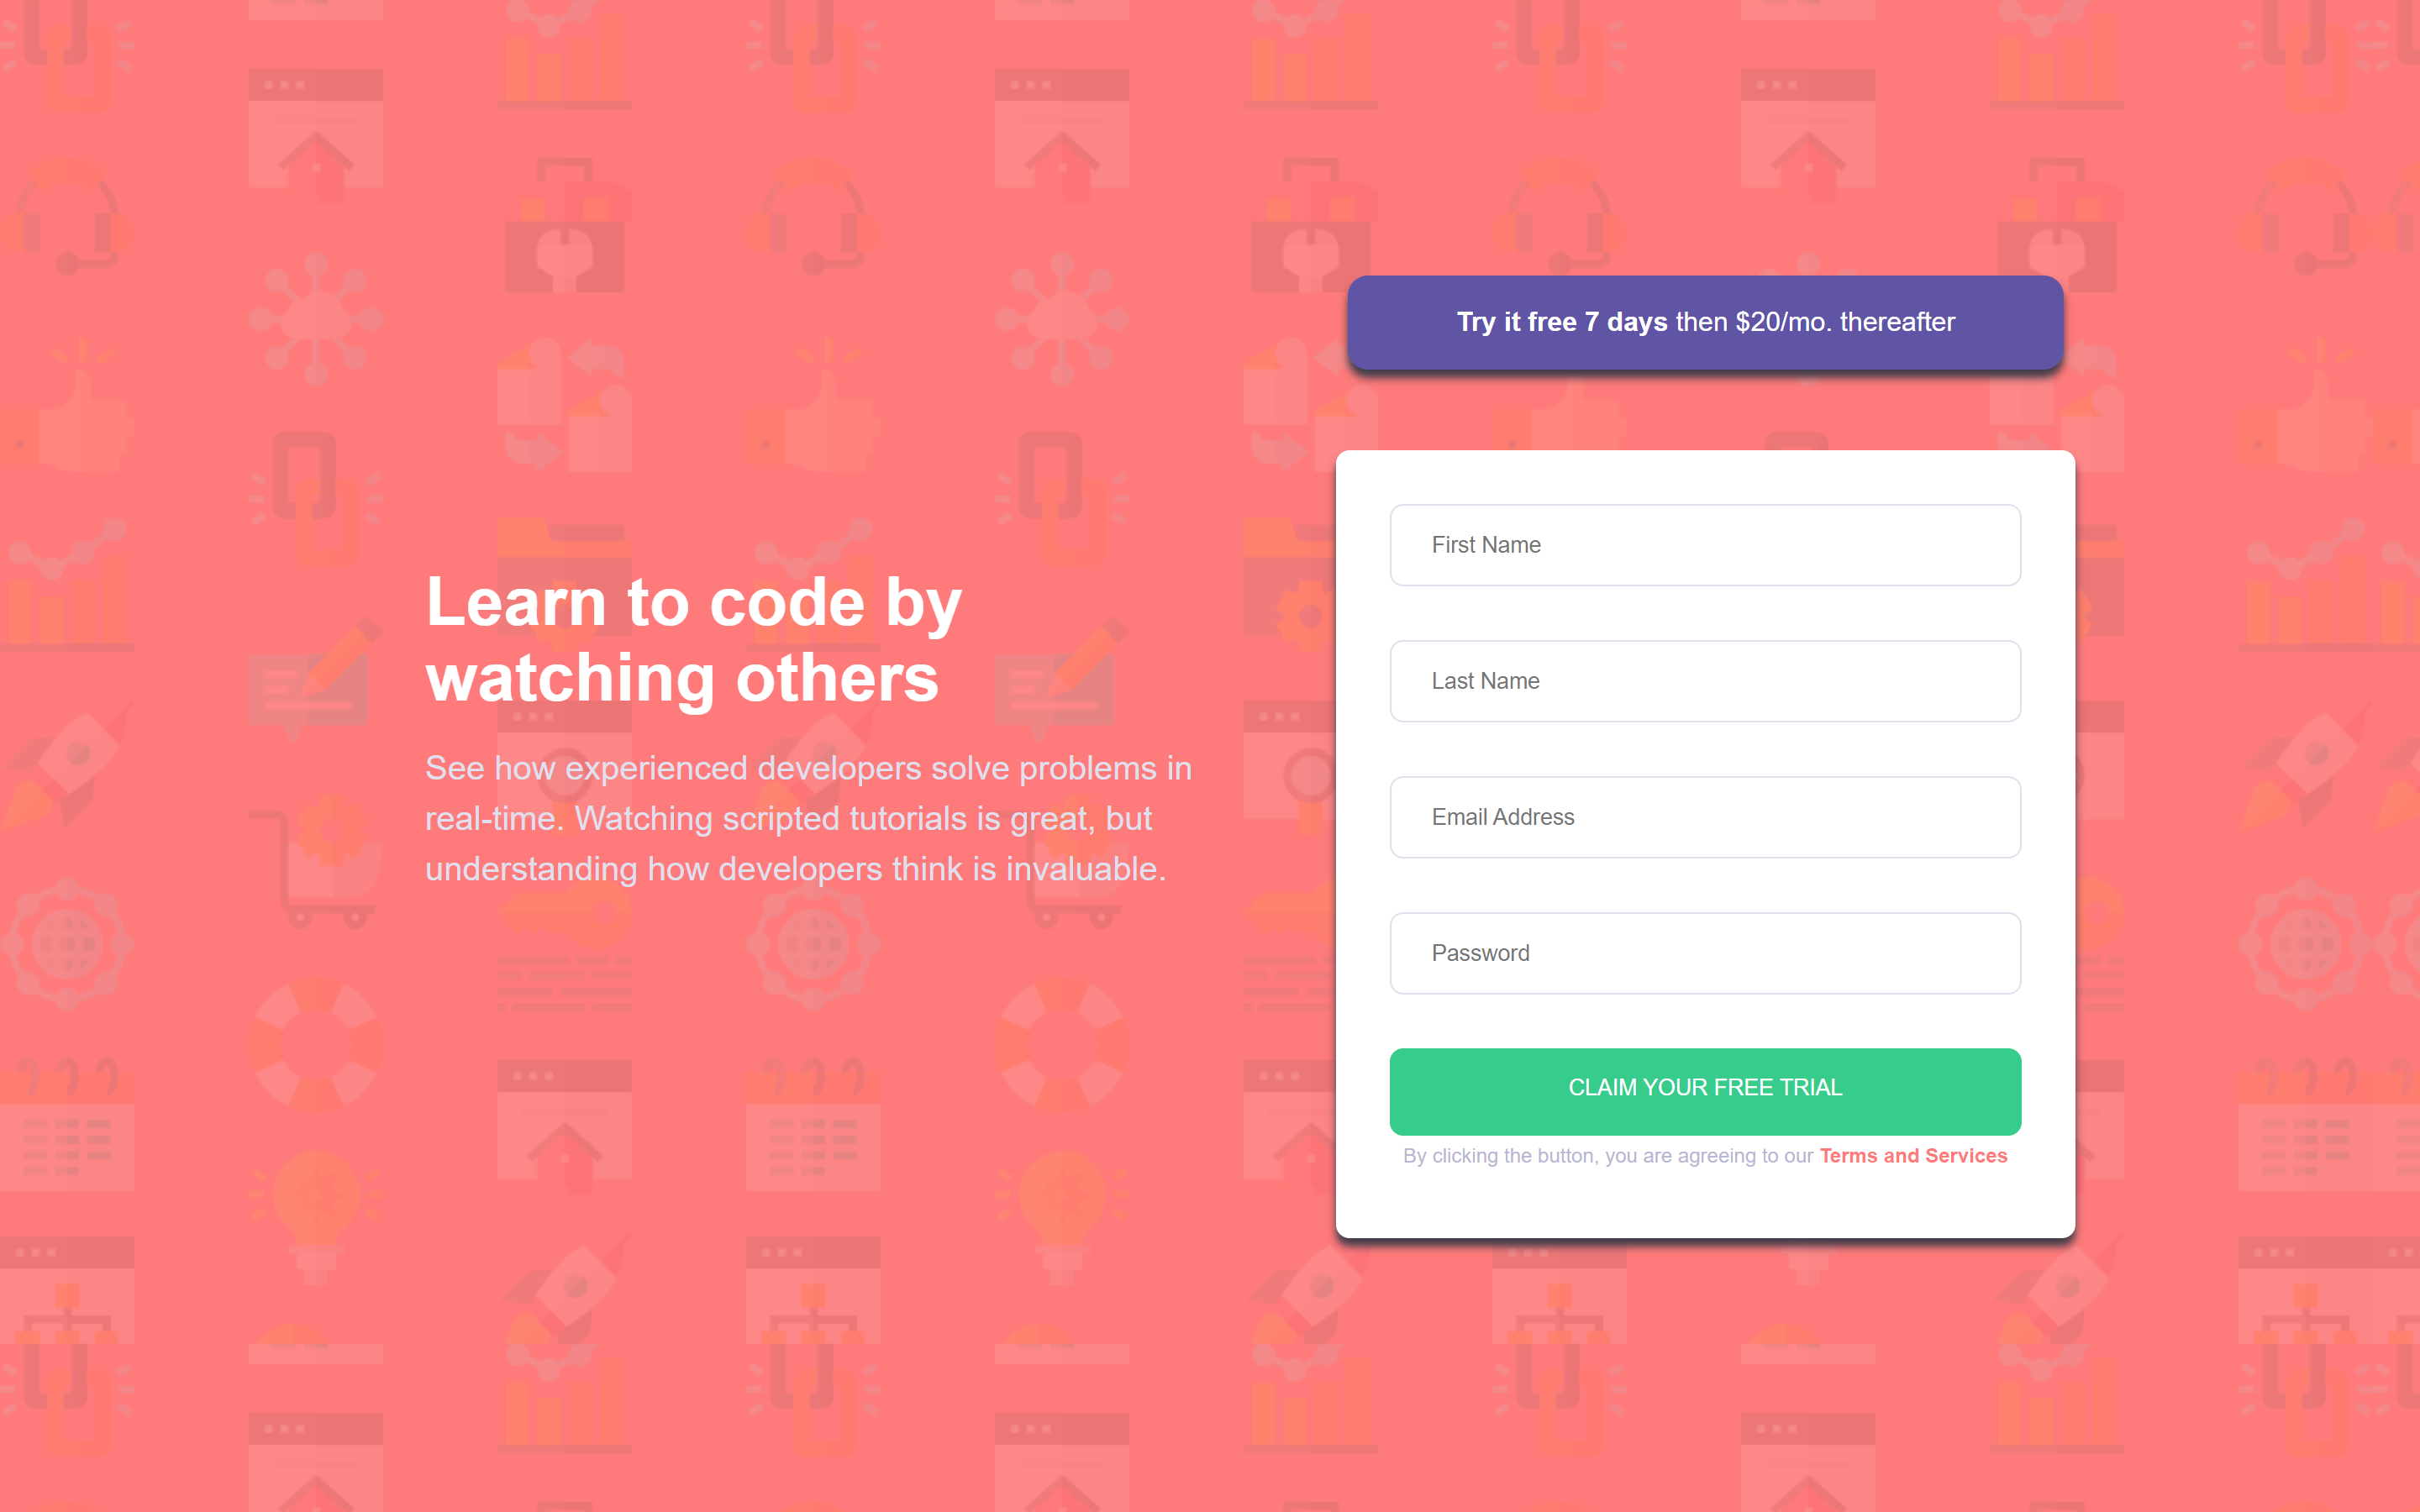 Learn to code by
watching others
See how experienced developers solve problems in
real-time. Watching scripted tutorials is great, but
understanding how developers think is invaluable.
Try it free 7 days then $20/mo. thereafter
First Name
Last Name
Email Address
Password
CLAIM YOUR FREE TRIAL
By clicking the button, you are agreeing to our Terms and Services